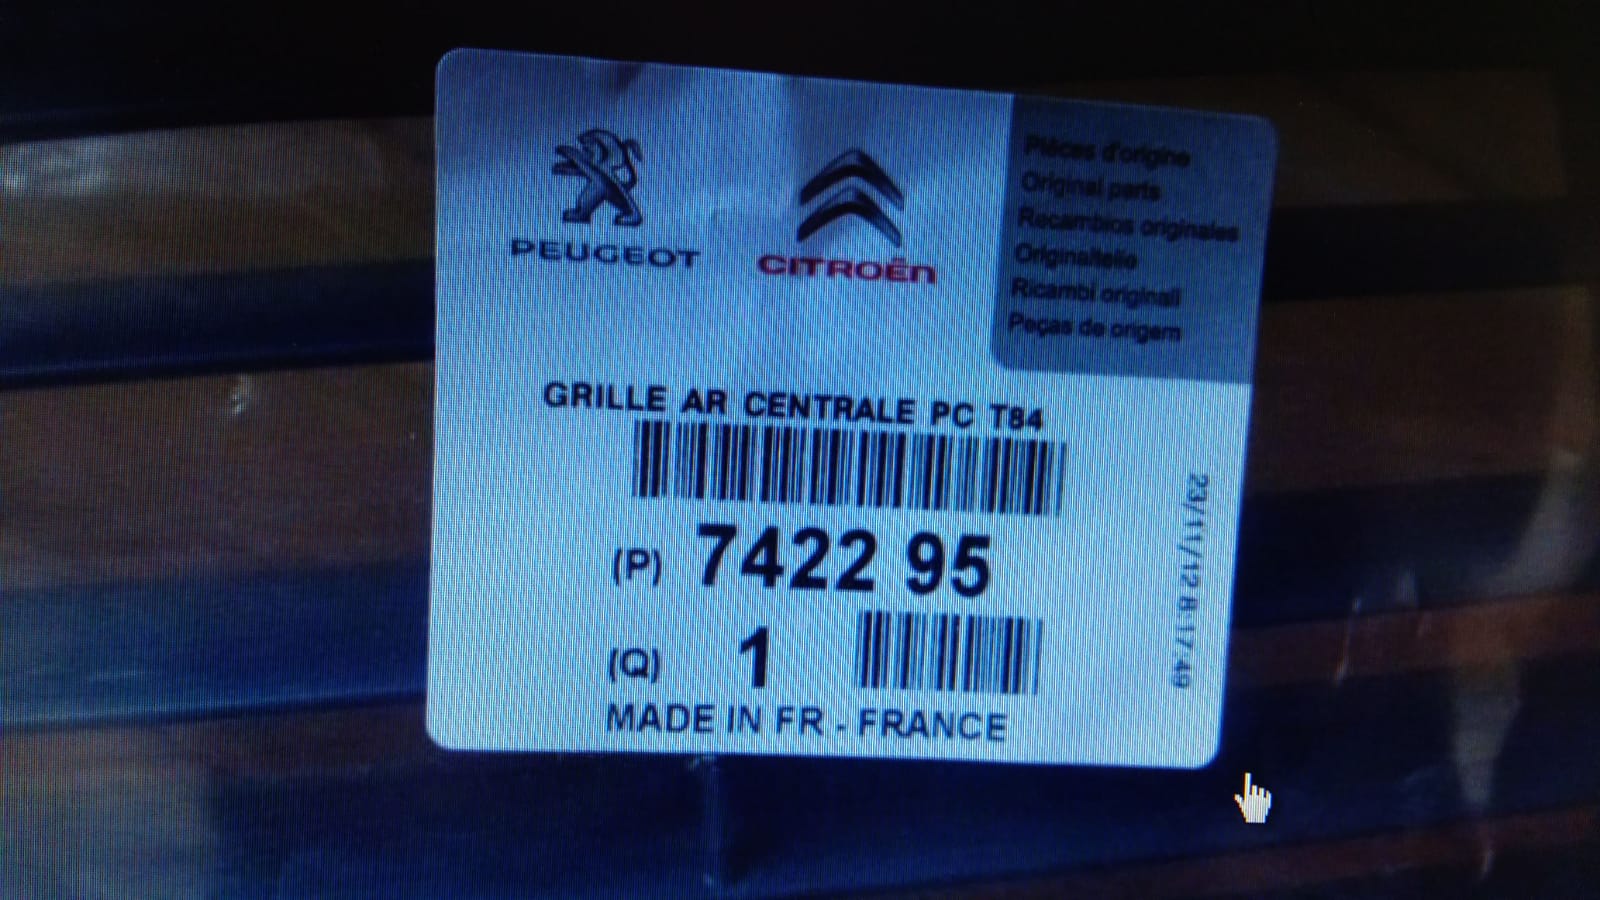 PEUGEOT
CITROËN
Pièces d'origine
Original parts
Recambios originales
Originalteile
Ricambi originali
Peças de origem
GRILLE AR CENTRALE PC T84
(P) 7422 95
(Q) 1
MADE IN FR - FRANCE
23/11/12 8:17:49